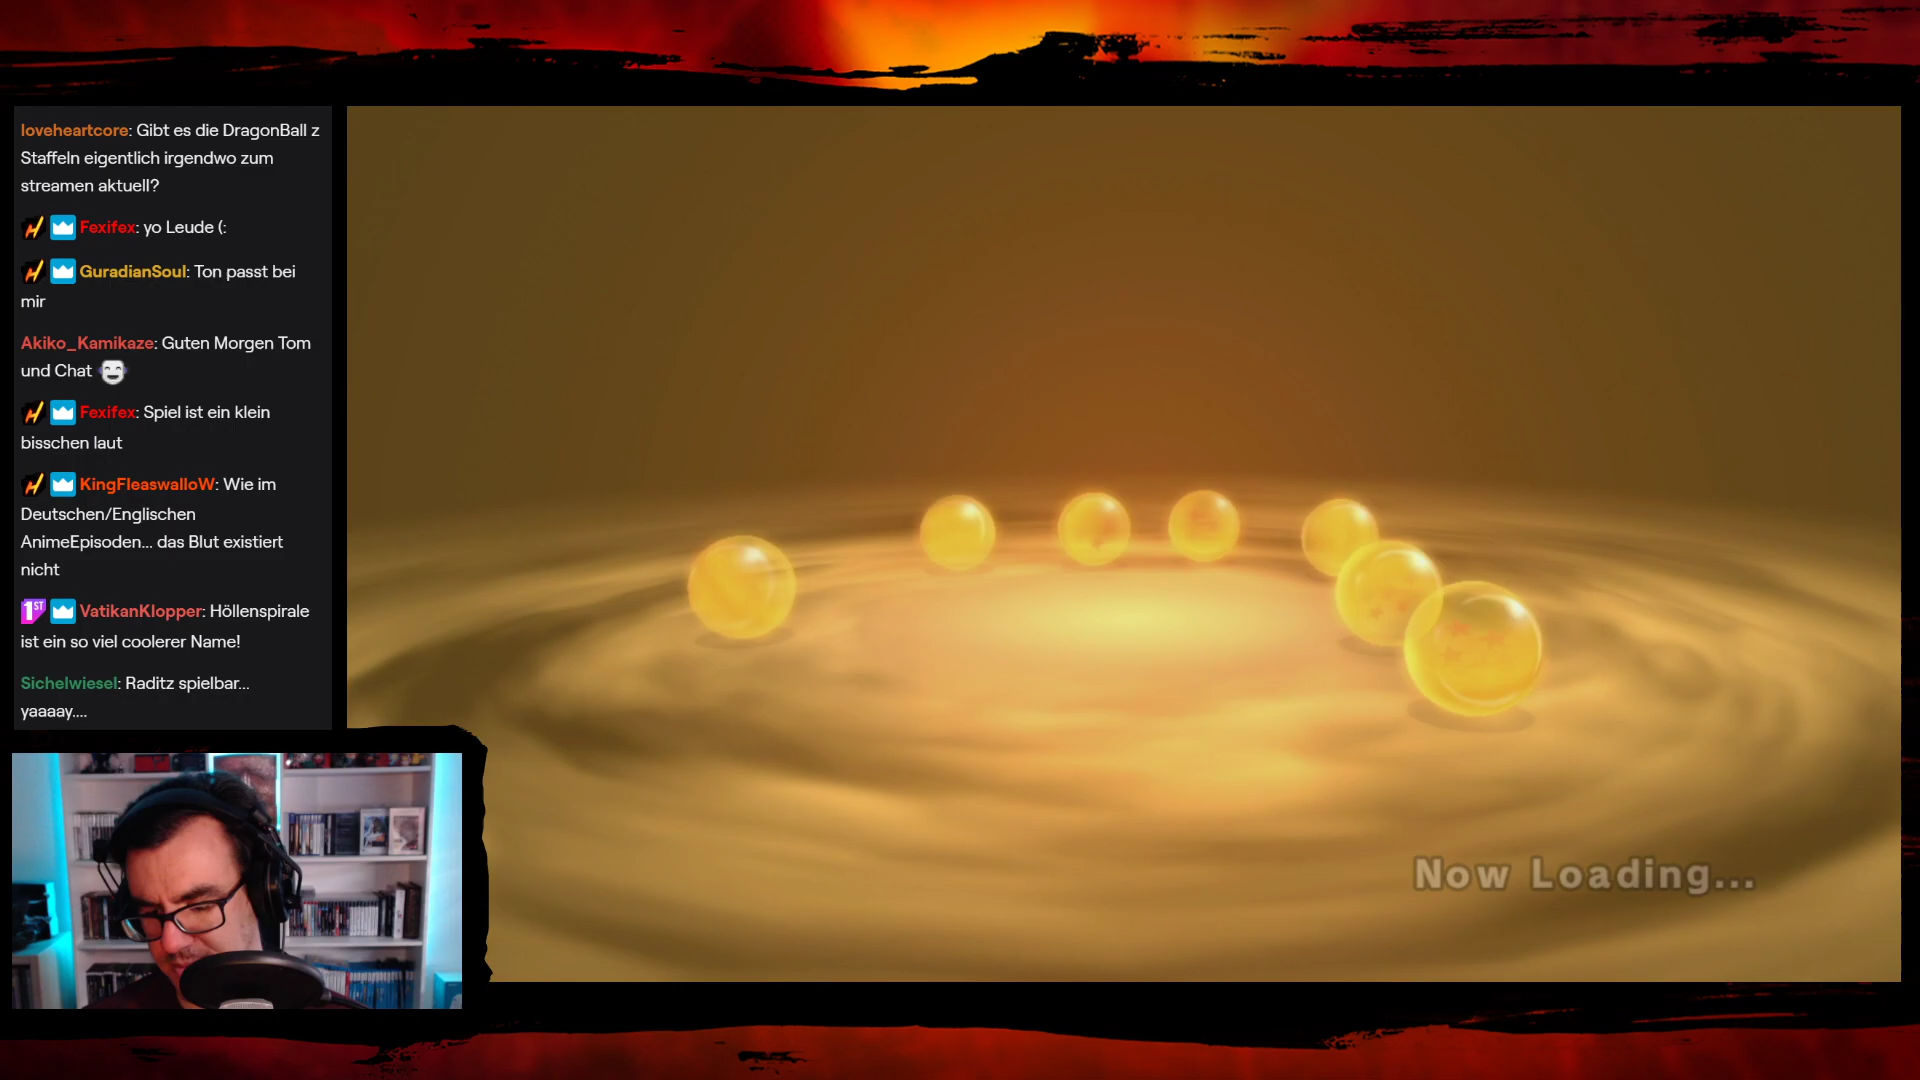 loveheartcore: Gibt es die DragonBall z
Staffeln eigentlich irgendwo zum
streamen aktuell?
Fexifex: yo Leude (:
GuradianSoul: Ton passt bei
mir
Akiko_Kamikaze: Guten Morgen Tom
und Chat
Fexifex: Spiel ist ein klein
bisschen laut
KingFleaswalloW: Wie im
Deutschen/Englischen
AnimeEpisoden... das Blut existiert
nicht
1ST VatikanKlopper: Höllenspirale
ist ein so viel coolerer Name!
Sichelwiesel: Raditz spielbar...
yaaaay....
Now Loading...